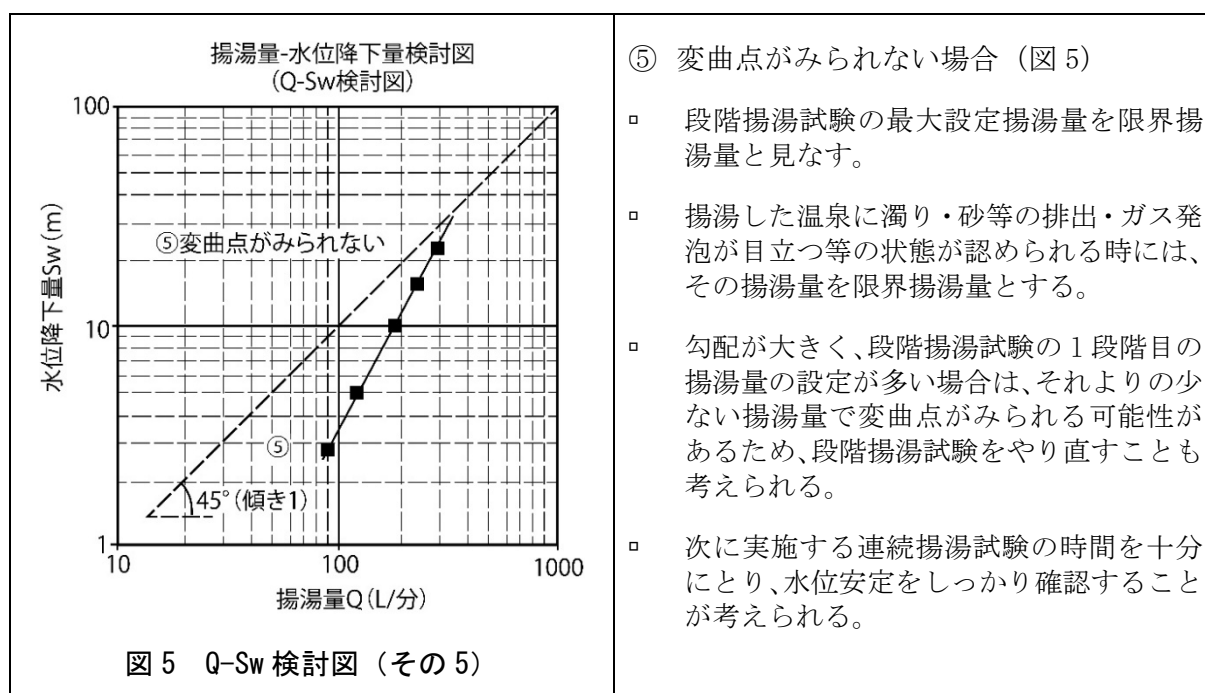 揚湯量-水位降下量検討図
(Q-Sw検討図)
100
10
1
水位降下量Sw(m)
⑤変曲点がみられない
⑤
45°(傾き1)
10
100
1000
揚湯量Q(L/分)
図5 Q-Sw検討図(その5)
⑤ 変曲点がみられない場合(図5)
▫ 段階揚湯試験の最大設定揚湯量を限界揚
湯量と見なす。
▫ 揚湯した温泉に濁り・砂等の排出・ガス発
泡が目立つ等の状態が認められる時には、
その揚湯量を限界揚湯量とする。
▫ 勾配が大きく、段階揚湯試験の1段階目の
揚湯量の設定が多い場合は、それよりの少
ない揚湯量で変曲点がみられる可能性が
あるため、段階揚湯試験をやり直すことも
考えられる。
▫ 次に実施する連続揚湯試験の時間を十分
にとり、水位安定をしっかり確認すること
が考えられる。